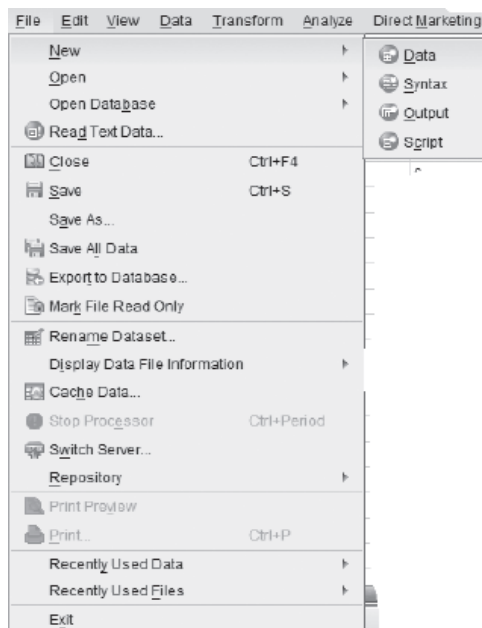 File Edit View Data Transform Analyze Direct Marketing
New
Open
Open Database
Read Text Data...
Close Ctrl+F4
Save Ctrl+S
Save As...
Save All Data
Export to Database...
Mark File Read Only
Rename Dataset...
Display Data File Information
Cache Data...
Stop Processor Ctrl+Period
Switch Server...
Repository
Print Preview
Print... Ctrl+P
Recently Used Data
Recently Used Files
Exit
Data
Syntax
Output
Script